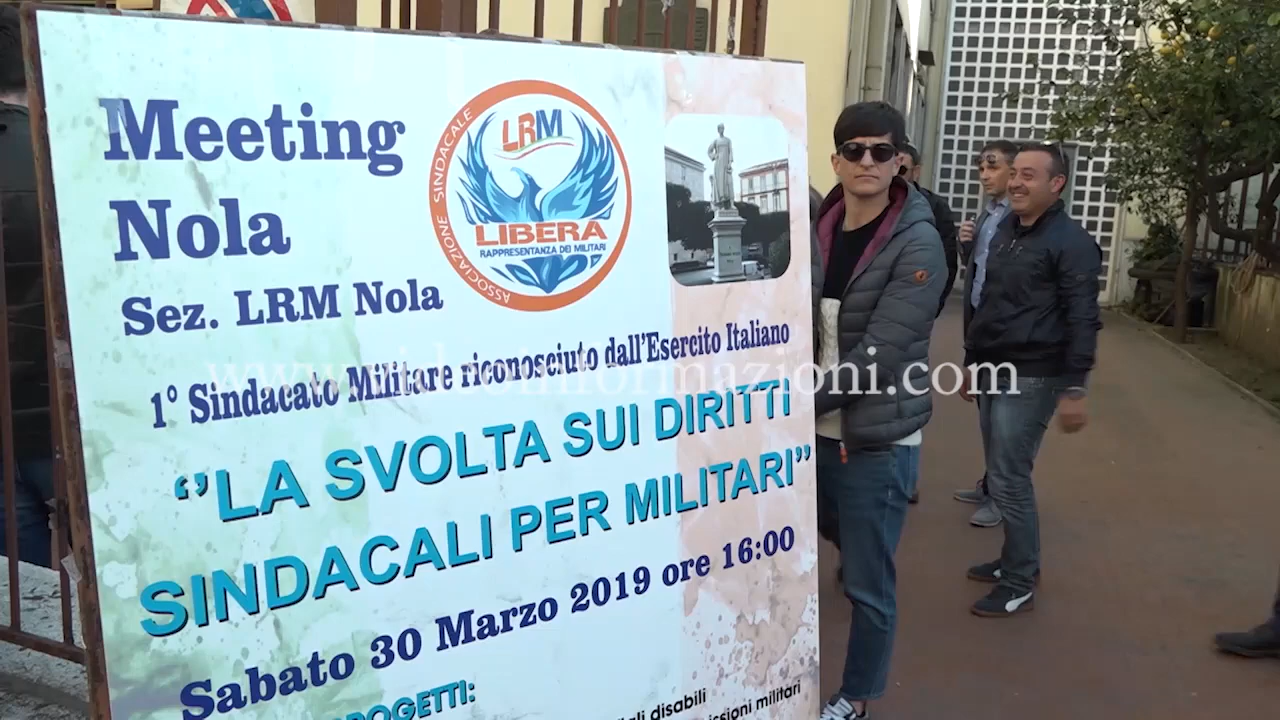 Meeting
Nola
Sez. LRM Nola
ASSOCIAZIONE SINDACALE
LRM
LIBERA
RAPPRESENTANZA DEI MILITARI
1° Sindacato Militare riconosciuto dall'Esercito Italiano
‘’LA SVOLTA SUI DIRITTI
SINDACALI PER MILITARI”
Sabato 30 Marzo 2019 ore 16:00
disabili
militari